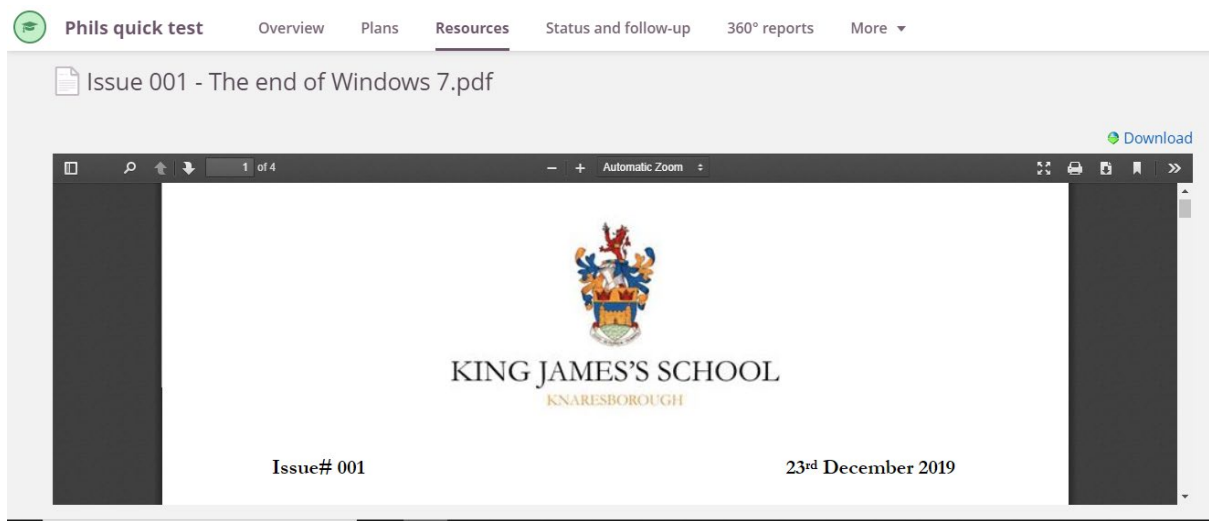 Phils quick test Overview Plans Resources Status and follow-up 360° reports More
Issue 001 - The end of Windows 7.pdf
Download
1 of 4 Automatic Zoom
KING JAMES'S SCHOOL
KNARESBOROUGH
Issue# 001 23rd December 2019